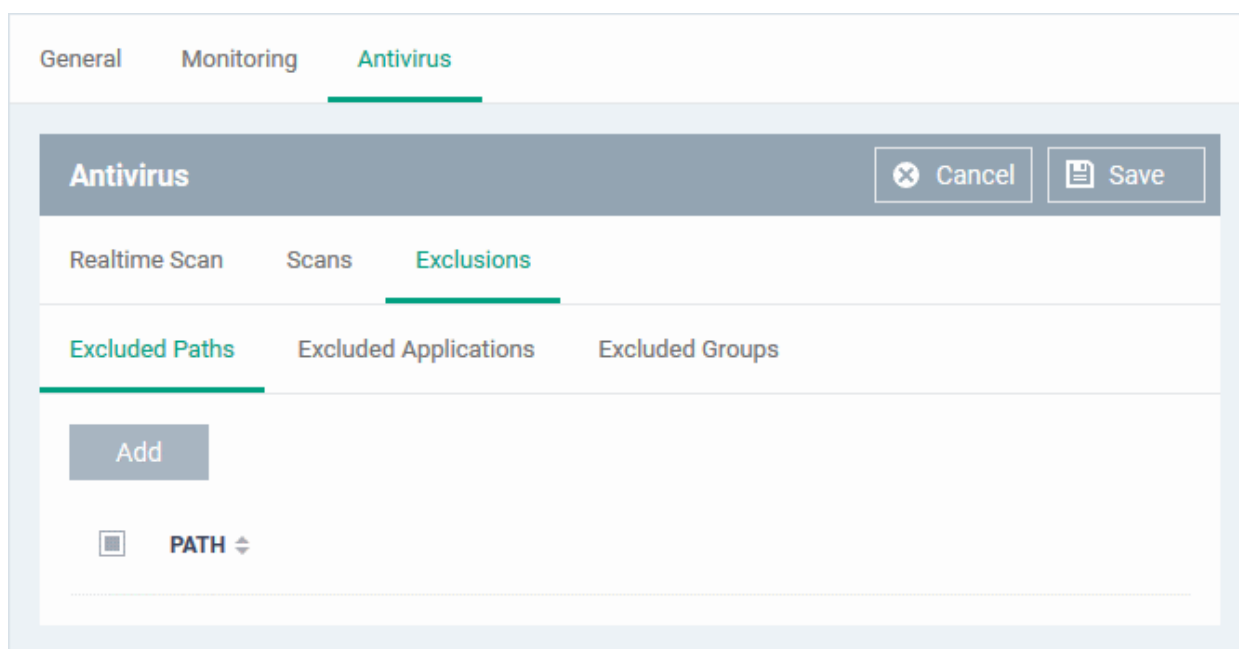 General Monitoring Antivirus
Antivirus Cancel Save
Realtime Scan Scans Exclusions
Excluded Paths Excluded Applications Excluded Groups
Add
PATH